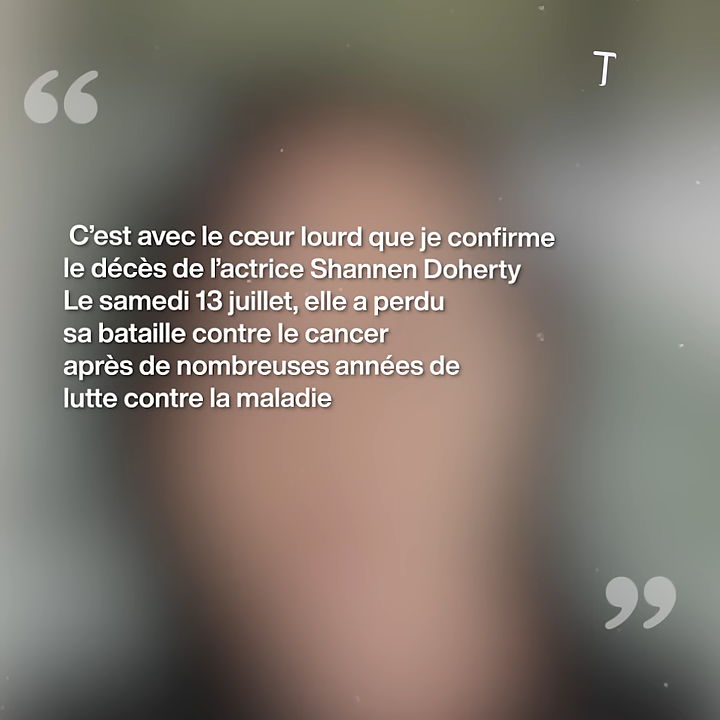 T
“
C’est avec le cœur lourd que je confirme
le décès de l’actrice Shannen Doherty
Le samedi 13 juillet, elle a perdu
sa bataille contre le cancer
après de nombreuses années de
lutte contre la maladie
”